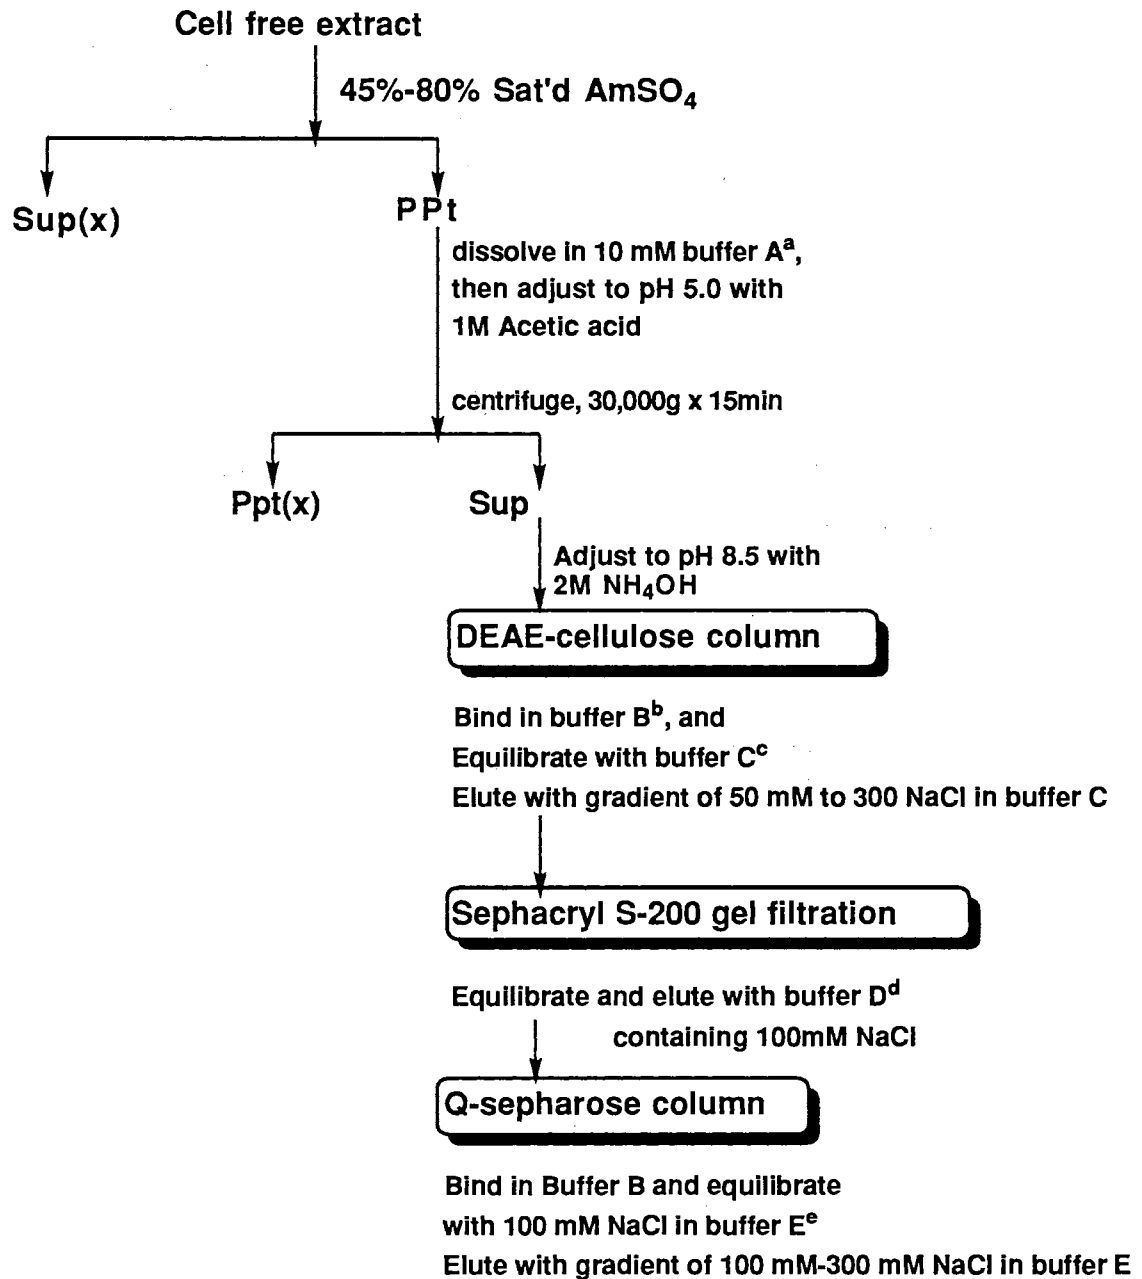 Cell free extract
45%-80% Sat'd AmSO₄
Sup(x)
PPt
dissolve in 10 mM buffer Aᵃ,
then adjust to pH 5.0 with
1M Acetic acid
centrifuge, 30,000g x 15min
Ppt(x)
Sup
Adjust to pH 8.5 with
2M NH₄OH
DEAE-cellulose column
Bind in buffer Bᵇ, and
Equilibrate with buffer Cᶜ
Elute with gradient of 50 mM to 300 NaCl in buffer C
Sephacryl S-200 gel filtration
Equilibrate and elute with buffer Dᵈ
containing 100mM NaCl
Q-sepharose column
Bind in Buffer B and equilibrate
with 100 mM NaCl in buffer Eᵉ
Elute with gradient of 100 mM-300 mM NaCl in buffer E